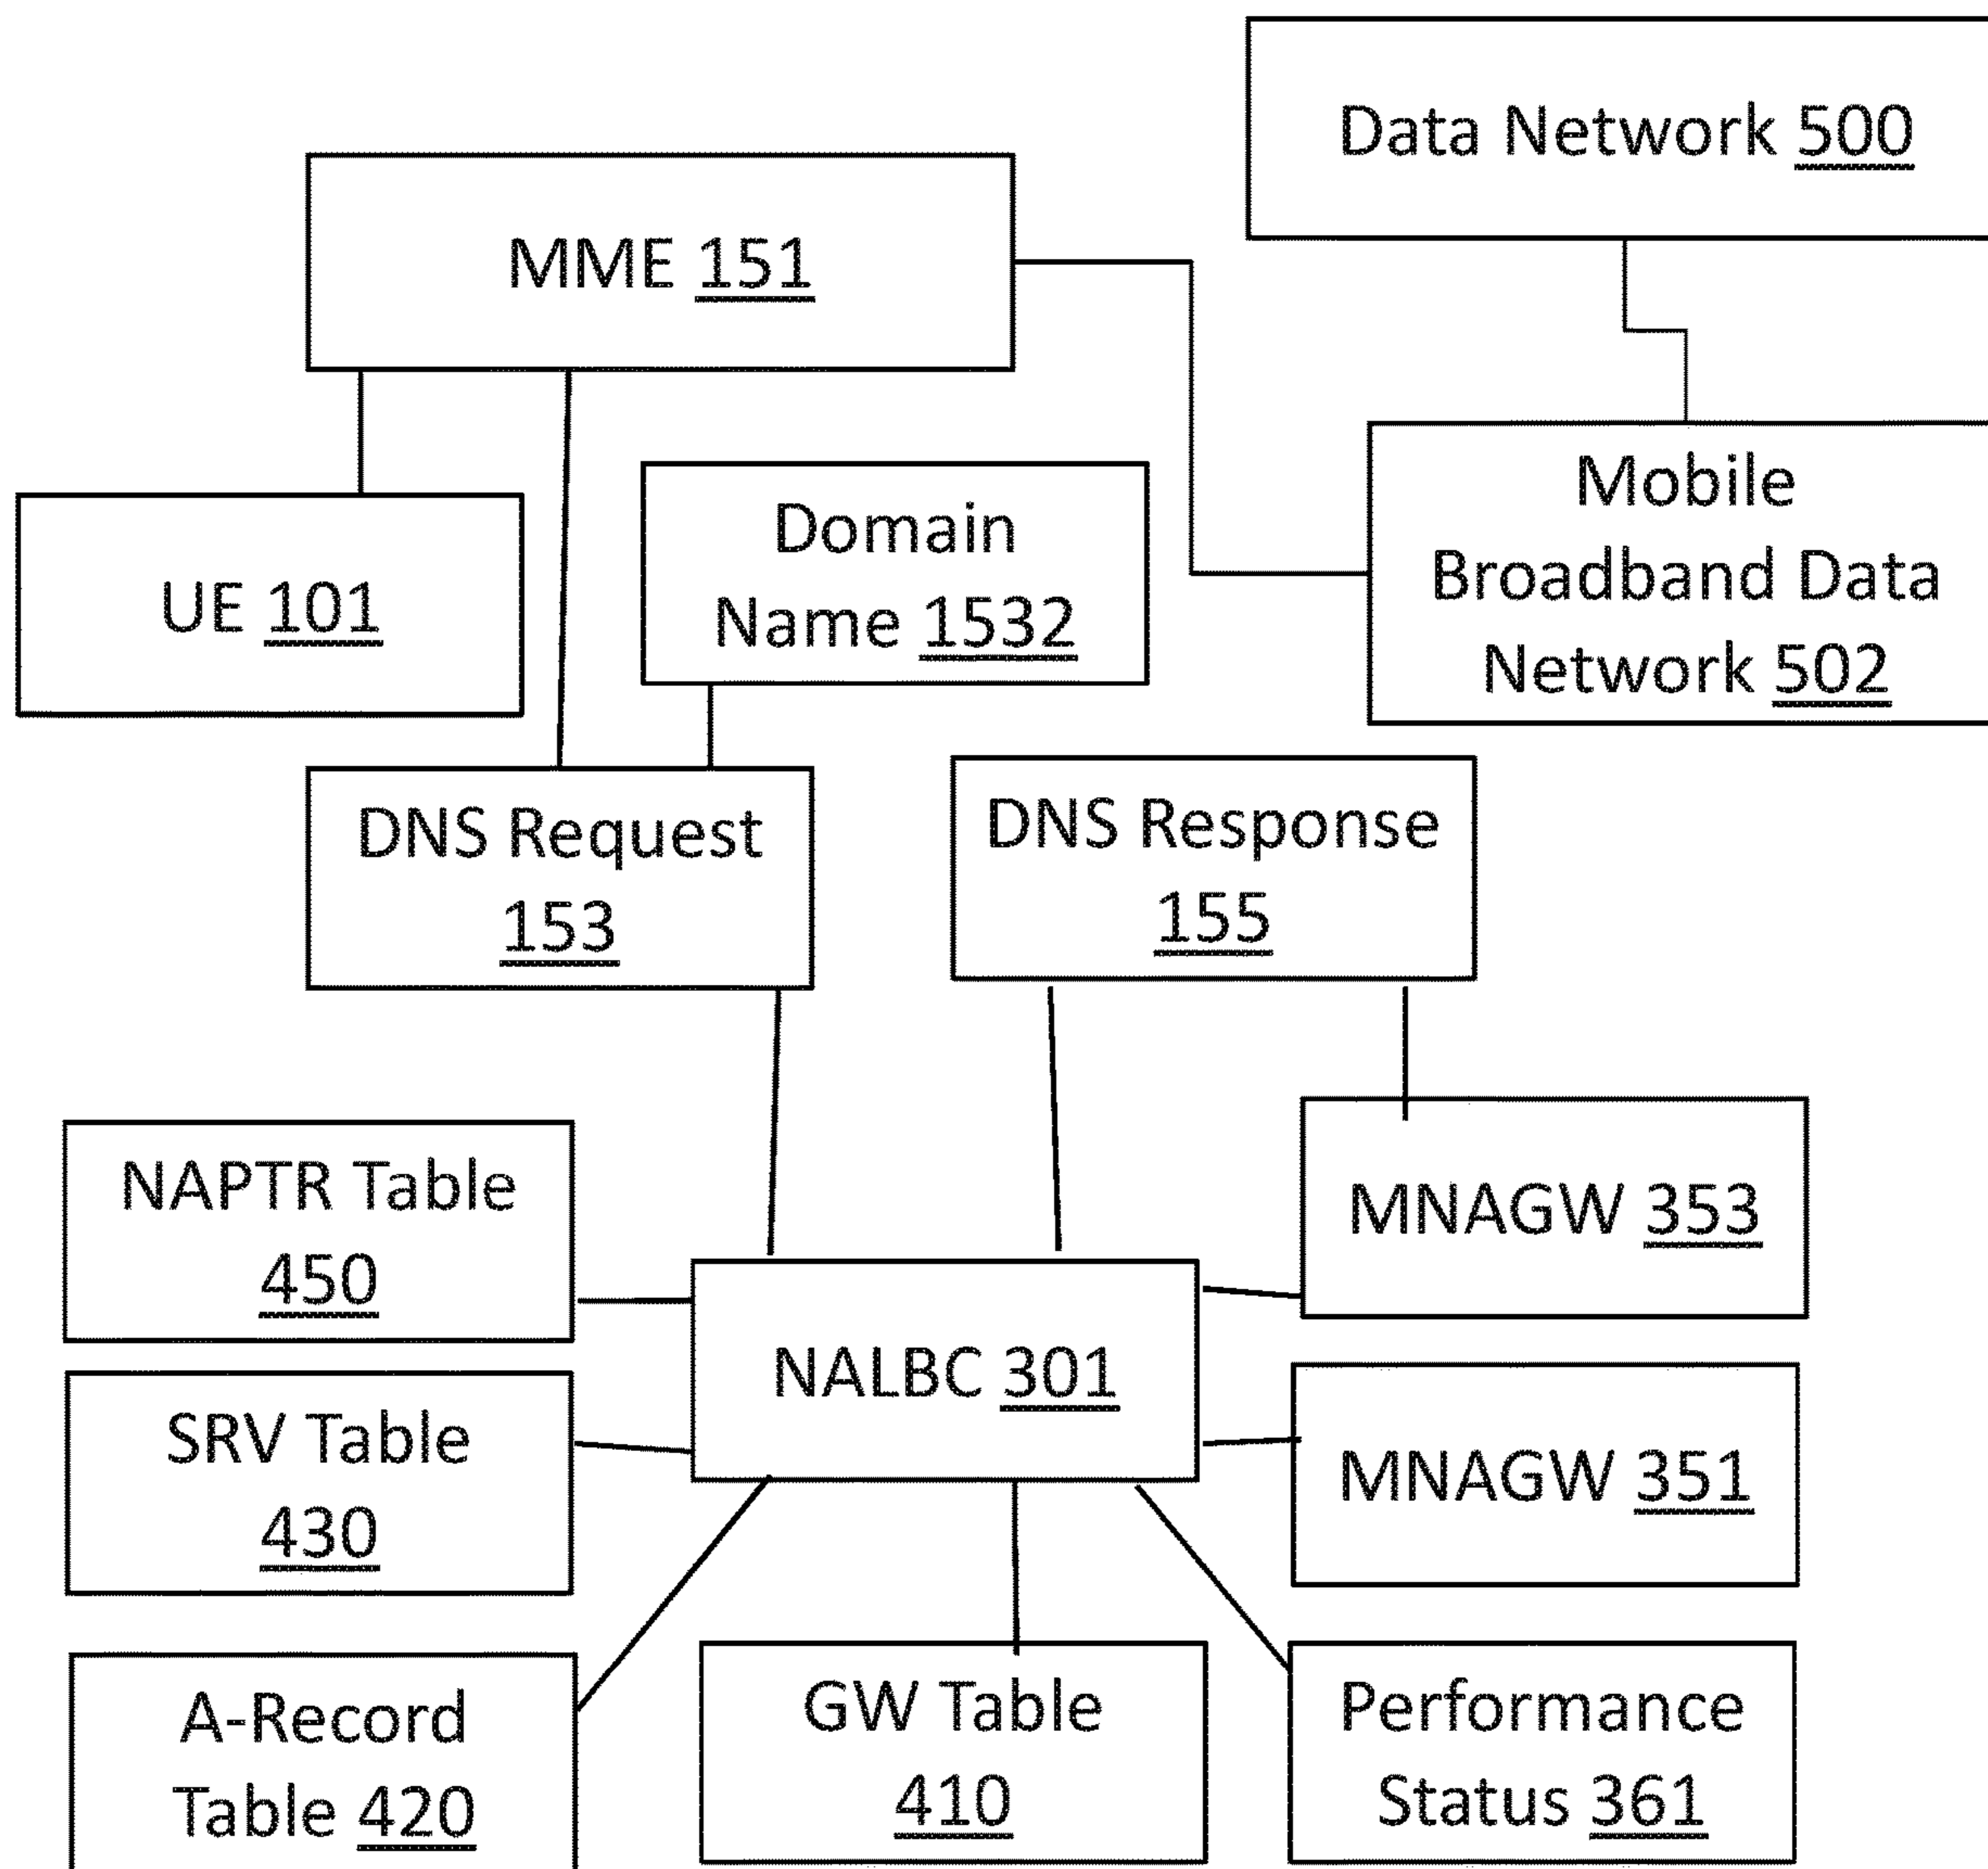 Data Network 500
MME 151
Mobile
Broadband Data
Network 502
UE 101
Domain
Name 1532
DNS Request
153
DNS Response
155
NAPTR Table
450
MNAGW 353
NALBC 301
SRV Table
430
MNAGW 351
A-Record
Table 420
GW Table
410
Performance
Status 361